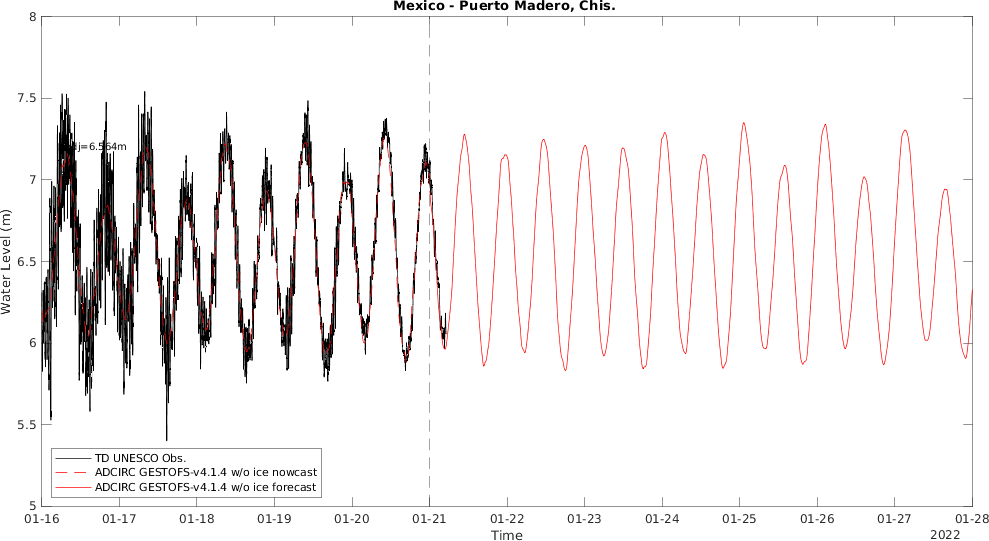 Mexico - Puerto Madero, Chis.
8
7.5
7
6.5
6
5.5
5
Water Level (m)
j=6.564m
TD UNESCO Obs.
ADCIRC GESTOFS-v4.1.4 w/o ice nowcast
ADCIRC GESTOFS-v4.1.4 w/o ice forecast
01-16 01-17 01-18 01-19 01-20 01-21 01-22 01-23 01-24 01-25 01-26 01-27 01-28
Time
2022